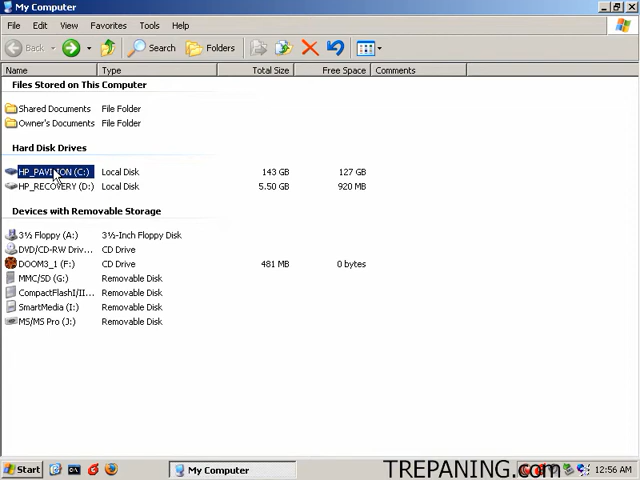 My Computer
File Edit View Favorites Tools Help
Back Search Folders
Name Type Total Size Free Space Comments
Files Stored on This Computer
Shared Documents File Folder
Owner's Documents File Folder
Hard Disk Drives
HP_PAVILION (C:) Local Disk 143 GB 127 GB
HP_RECOVERY (D:) Local Disk 5.50 GB 920 MB
Devices with Removable Storage
3½ Floppy (A:) 3½-Inch Floppy Disk
DVD/CD-RW Driv... CD Drive
DOOM3_1 (F:) CD Drive 481 MB 0 bytes
MMC/SD (G:) Removable Disk
CompactFlashI/II... Removable Disk
SmartMedia (I:) Removable Disk
MS/MS Pro (J:) Removable Disk
Start My Computer TREPANING.com 12:56 AM